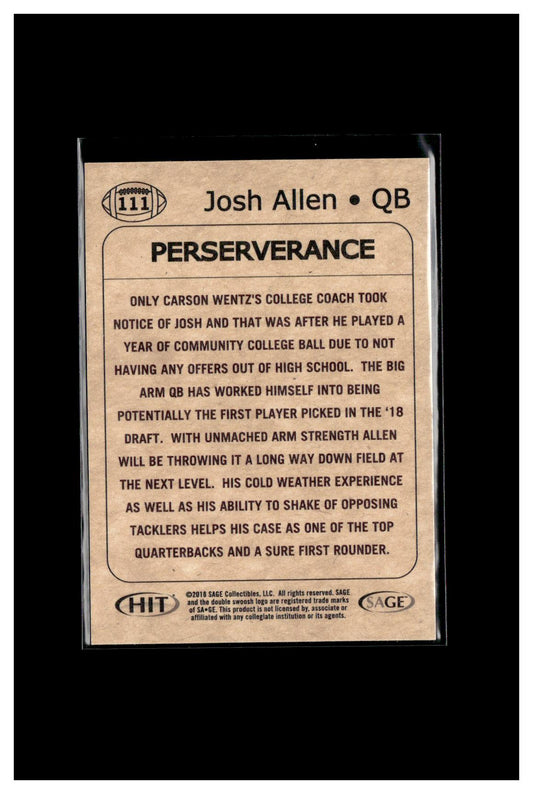 111
Josh Allen • QB
PERSERVERANCE
ONLY CARSON WENTZ'S COLLEGE COACH TOOK
NOTICE OF JOSH AND THAT WAS AFTER HE PLAYED A
YEAR OF COMMUNITY COLLEGE BALL DUE TO NOT
HAVING ANY OFFERS OUT OF HIGH SCHOOL. THE BIG
ARM QB HAS WORKED HIMSELF INTO BEING
POTENTIALLY THE FIRST PLAYER PICKED IN THE '18
DRAFT. WITH UNMACHED ARM STRENGTH ALLEN
WILL BE THROWING IT A LONG WAY DOWN FIELD AT
THE NEXT LEVEL. HIS COLD WEATHER EXPERIENCE
AS WELL AS HIS ABILITY TO SHAKE OF OPPOSING
TACKLERS HELPS HIS CASE AS ONE OF THE TOP
QUARTERBACKS AND A SURE FIRST ROUNDER.
HIT
©2018 SAGE Collectibles, LLC. All rights reserved. SAGE
and the double swoosh logo are registered trade marks
of SA•GE. This product is not licensed by, associate or
affiliated with any collegiate institution or its agents.
SAGE